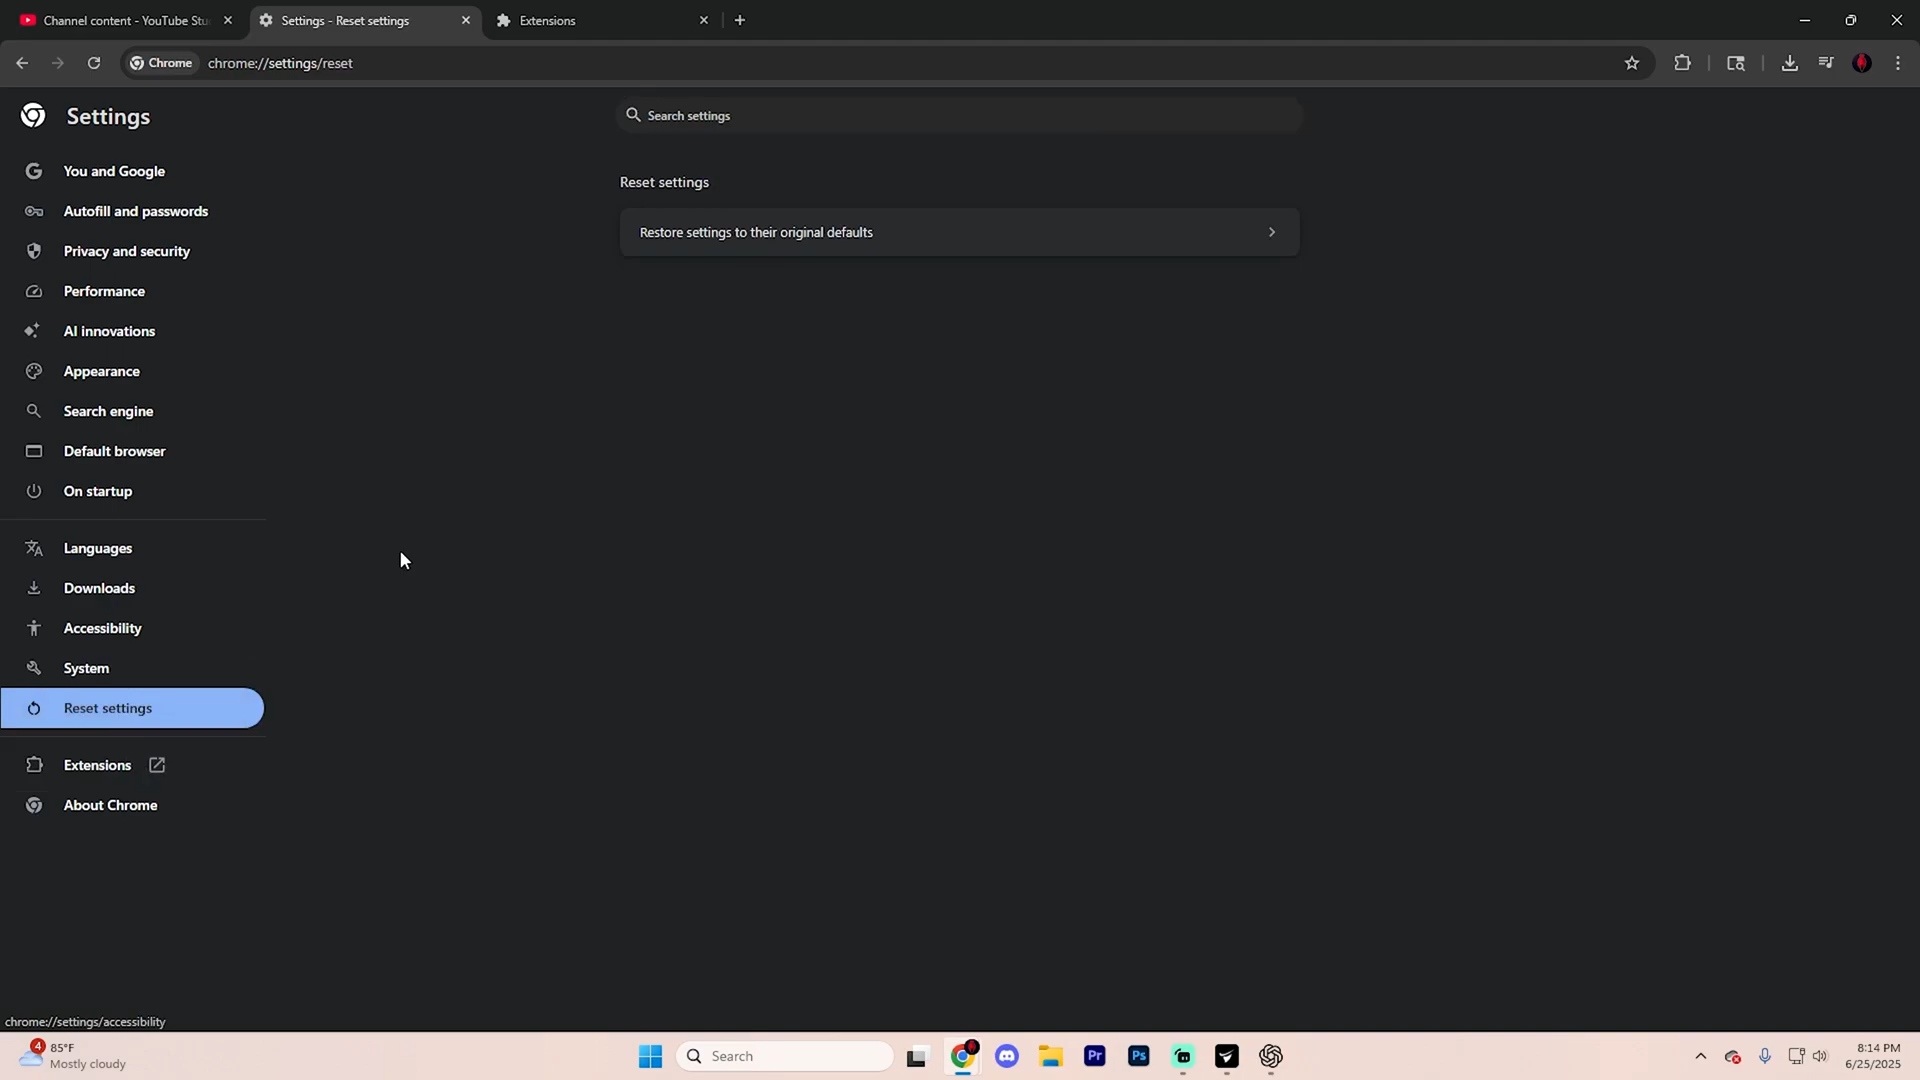 Channel content - YouTube Stu
Settings - Reset settings
Extensions
Chrome
chrome://settings/reset
Settings
Search settings
You and Google
Autofill and passwords
Privacy and security
Performance
AI innovations
Appearance
Search engine
Default browser
On startup
Languages
Downloads
Accessibility
System
Reset settings
Extensions
About Chrome
Reset settings
Restore settings to their original defaults
chrome://settings/accessibility
4
85°F
Mostly cloudy
Search
Pr
Ps
8:14 PM
6/25/2025